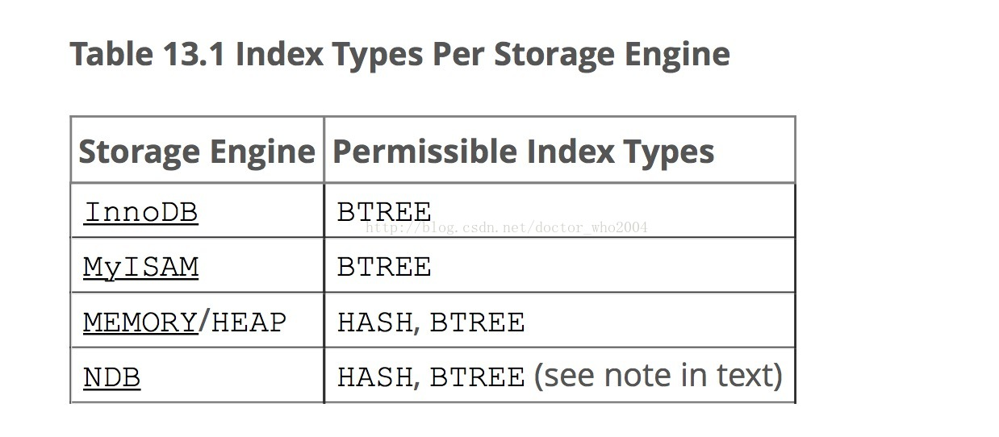 Table 13.1 Index Types Per Storage Engine
Storage Engine Permissible Index Types
InnoDB BTREE
http://blog.csdn.net/doctor_who2004
MyISAM BTREE
MEMORY/HEAP HASH, BTREE
NDB HASH, BTREE (see note in text)